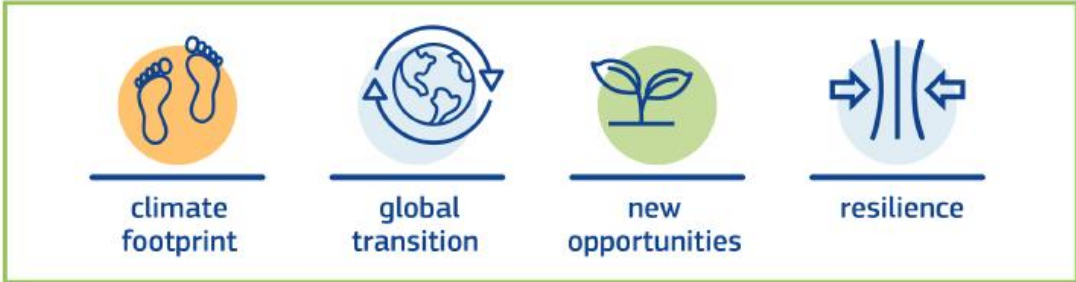 climate
footprint
global
transition
new
opportunities
resilience